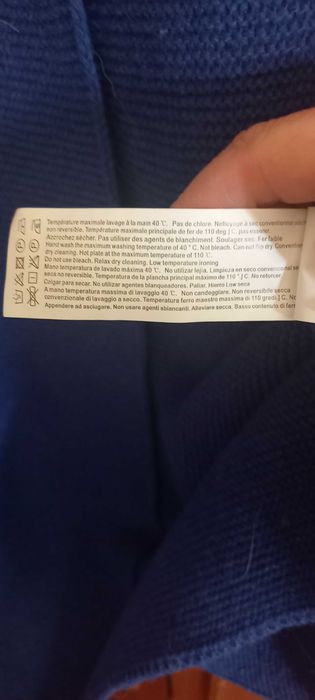 Température maximale lavage à la main 40 ℃. Pas de chlore. Nettoyage à sec conventionnel
non reversible. Température maximale principale de fer de 110 deg J C. pas essorer
Accrochez sécher. Pas utiliser des agents de blanchiment. Soulager sec. Fer faible
Hand wash the maximum washing temperature of 40 ° C. Not bleach. Can not dry. Convention
dry cleaning. Hot plate at the maximum temperature of 110 ℃.
Do not use bleach. Relax dry cleaning. Low temperature ironing
Mano temperatura de lavado máxima 40 ℃. No utilizar lejía. Limpieza en seco convencional se
seca no reversible. Temperatura de la plancha principal máximo de 110 ° J C. No retorcer
Colgar para secar. No utilizar agentes blanqueadores. Paliar. Hierro Low seca
A mano temperatura massima di lavaggio 40 ℃. Non candeggiare. Non reversibile secca
convenzionale di lavaggio a secco. Temperatura ferro maestro massima di 110 gradi J C. No
Appendere ad asciugare. Non usare agenti sbiancanti. Alleviare secca. Basso contenuto di ferr